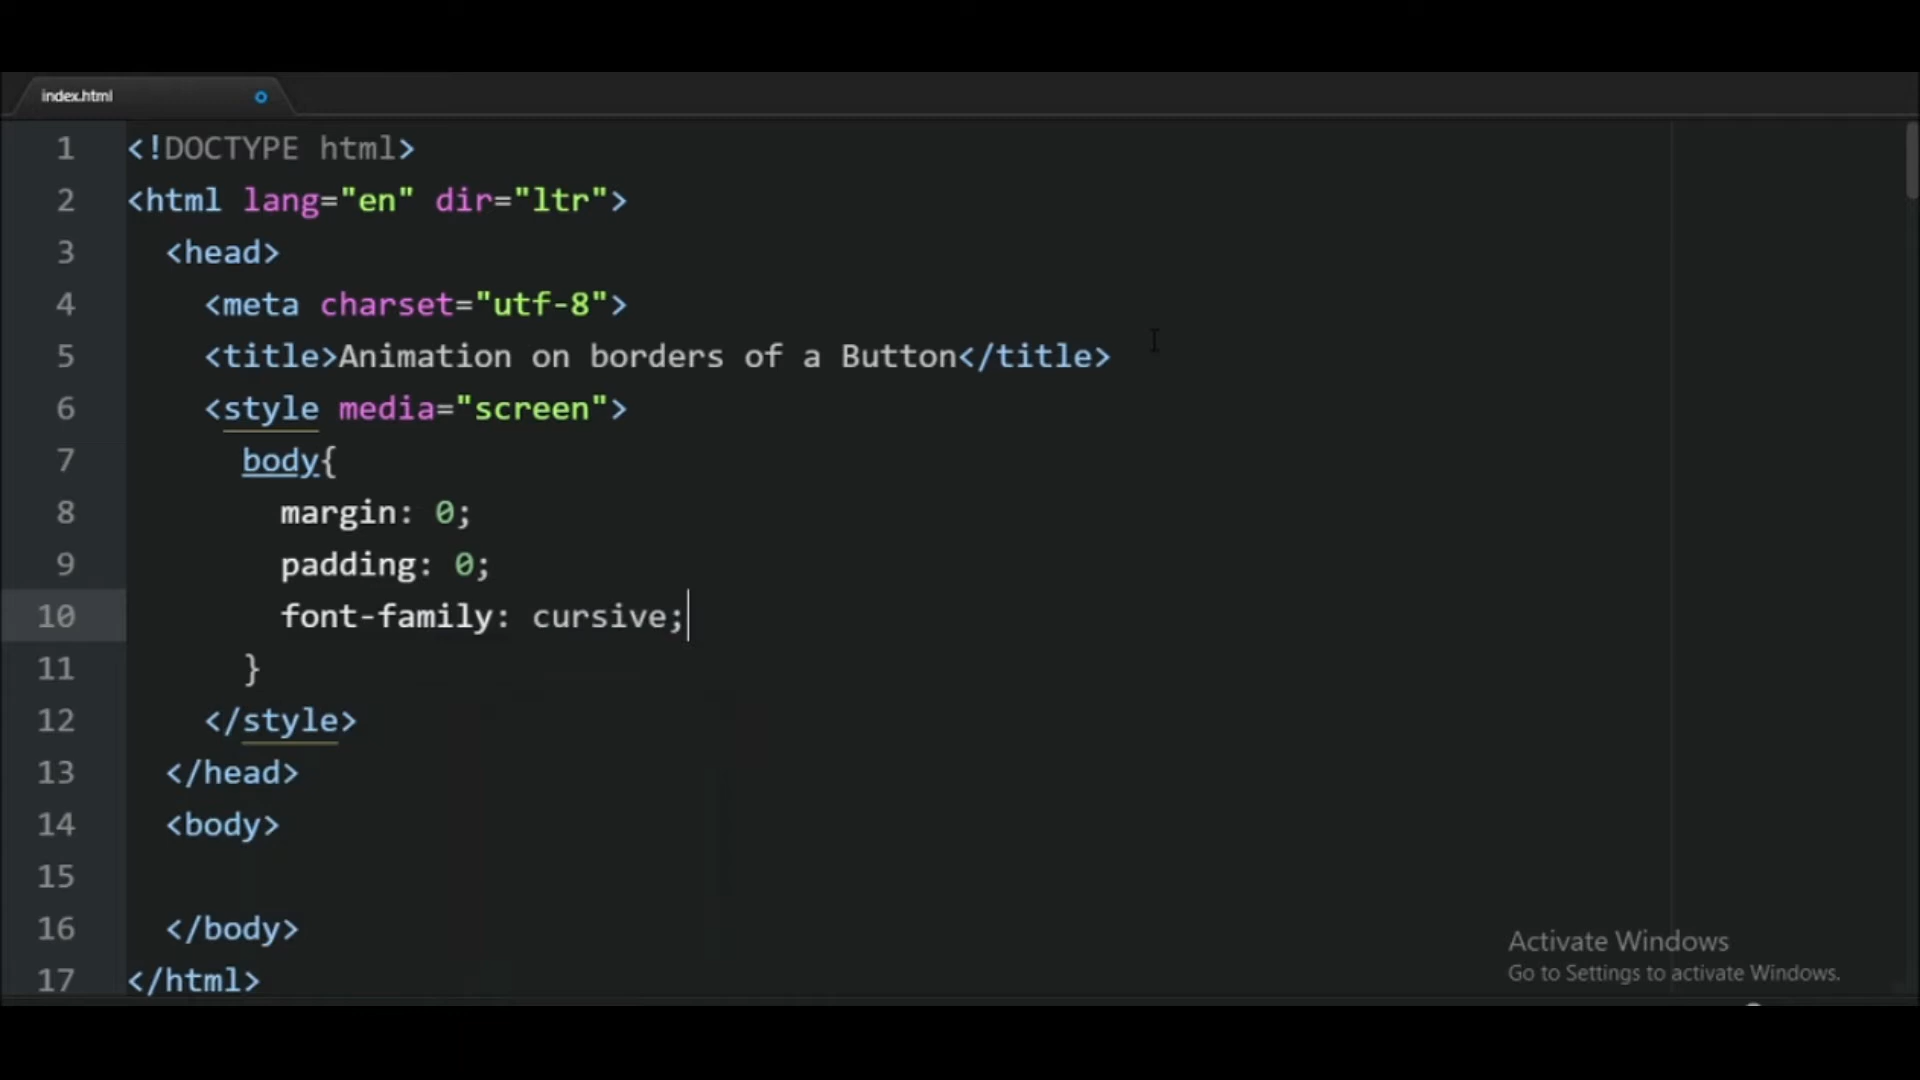 index.html
1 <!DOCTYPE html>
2 <html lang="en" dir="ltr">
3 <head>
4 <meta charset="utf-8">
5 <title>Animation on borders of a Button</title>
6 <style media="screen">
7 body{
8 margin: 0;
9 padding: 0;
10 font-family: cursive;
11 }
12 </style>
13 </head>
14 <body>
15
16 </body>
17 </html>
Activate Windows
Go to Settings to activate Windows.